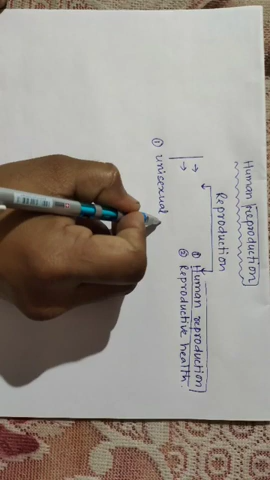 Human Reproduction
Reproduction
① Human reproduction
② Reproductive health.
① unisexual